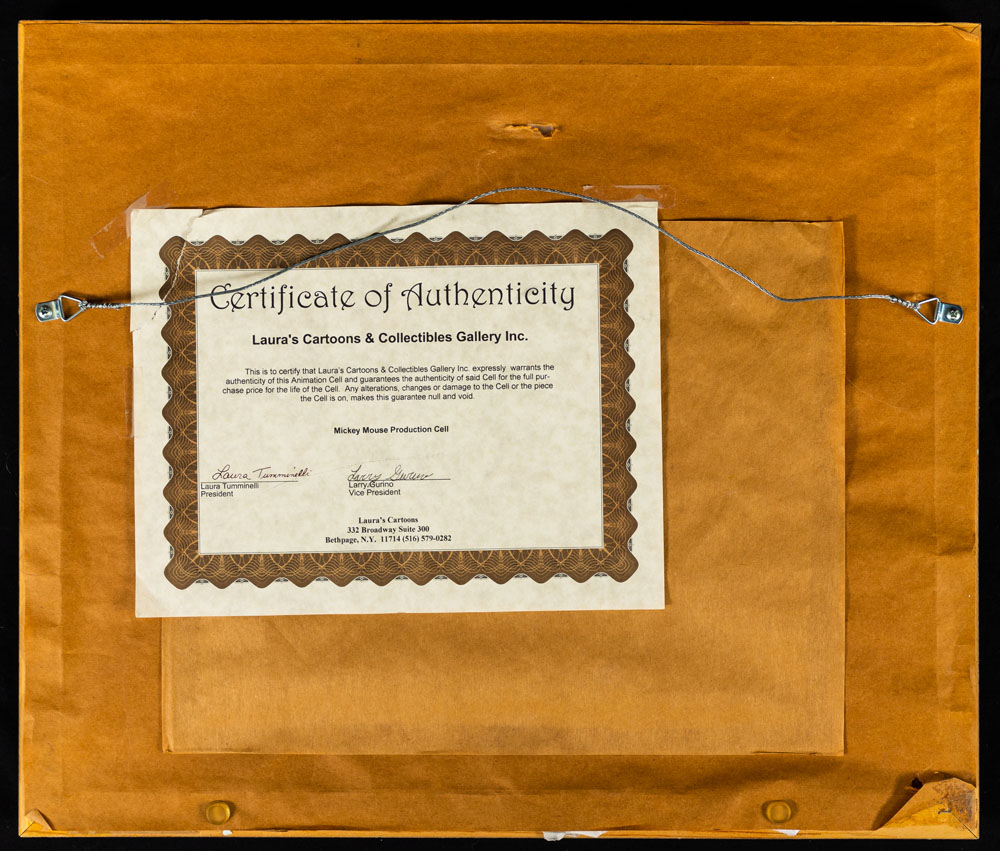 Certificate of Authenticity
Laura's Cartoons & Collectibles Gallery Inc.
This is to certify that Laura's Cartoons & Collectibles Gallery Inc. expressly warrants the
authenticity of this Animation Cell and guarantees the authenticity of said Cell for the full pur-
chase price for the life of the Cell. Any alterations, changes or damage to the Cell or the piece
the Cell is on, makes this guarantee null and void.
Mickey Mouse Production Cell
Laura Tumminelli
Larry Gurino
Laura Tumminelli
Larry Gurino
President
Vice President
Laura's Cartoons
332 Broadway Suite 300
Bethpage, N.Y. 11714 (516) 579-0282